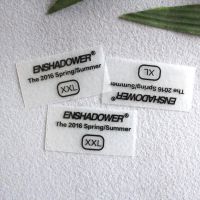 ENSHADOWER®
The 2016 Spring/Summer
XXL
ENSHADOWER®
The 2016 Spring/Summer
XL
ENSHADOWER®
The 2016 Spring/Summer
XXL